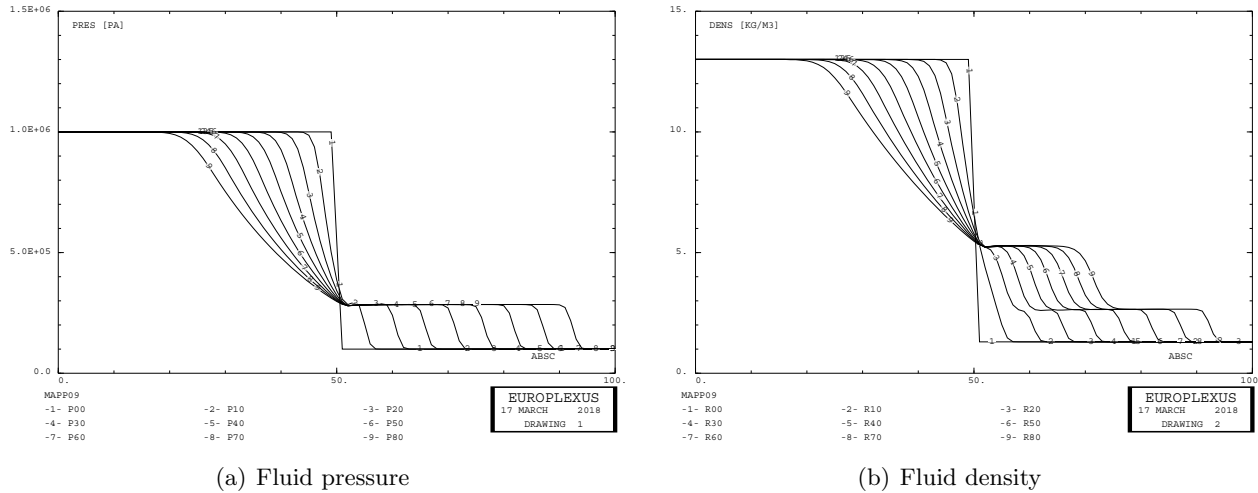 1.5E+06
PRES [PA]
1.0E+06
5.0E+05
0.0
0.
50.
100.
ABSC
MAPP09
-1- P00
-2- P10
-3- P20
-4- P30
-5- P40
-6- P50
-7- P60
-8- P70
-9- P80
EUROPLEXUS
17 MARCH 2018
DRAWING 1
(a) Fluid pressure
15.
DENS [KG/M3]
10.
5.
0.
0.
50.
100.
ABSC
MAPP09
-1- R00
-2- R10
-3- R20
-4- R30
-5- R40
-6- R50
-7- R60
-8- R70
-9- R80
EUROPLEXUS
17 MARCH 2018
DRAWING 2
(b) Fluid density